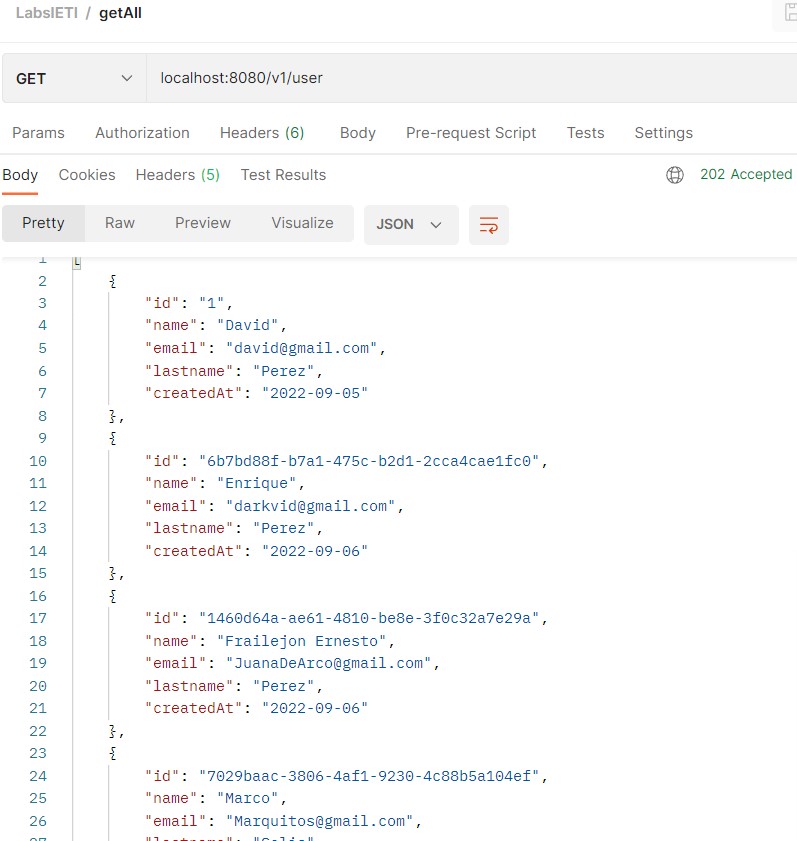 LabsIETI / getAll
GET localhost:8080/v1/user
Params Authorization Headers (6) Body Pre-request Script Tests Settings
Body Cookies Headers (5) Test Results 202 Accepted
Pretty Raw Preview Visualize JSON
1 [
2 {
3 "id": "1",
4 "name": "David",
5 "email": "david@gmail.com",
6 "lastname": "Perez",
7 "createdAt": "2022-09-05"
8 },
9 {
10 "id": "6b7bd88f-b7a1-475c-b2d1-2cca4cae1fc0",
11 "name": "Enrique",
12 "email": "darkvid@gmail.com",
13 "lastname": "Perez",
14 "createdAt": "2022-09-06"
15 },
16 {
17 "id": "1460d64a-ae61-4810-be8e-3f0c32a7e29a",
18 "name": "Frailejon Ernesto",
19 "email": "JuanaDeArco@gmail.com",
20 "lastname": "Perez",
21 "createdAt": "2022-09-06"
22 },
23 {
24 "id": "7029baac-3806-4af1-9230-4c88b5a104ef",
25 "name": "Marco",
26 "email": "Marquitos@gmail.com",
27 "lastname":